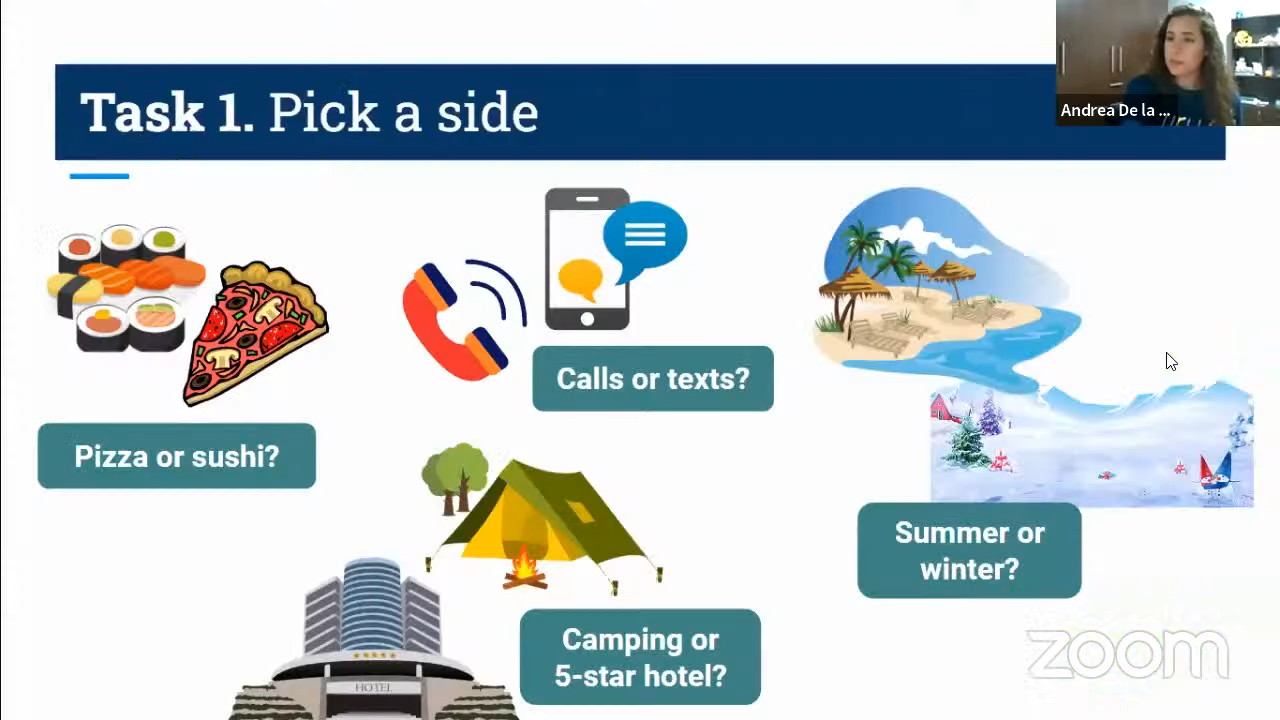 Task 1. Pick a side
Andrea De la ...
Calls or texts?
Pizza or sushi?
Summer or
winter?
Camping or
5-star hotel?
HOTEL
zoom